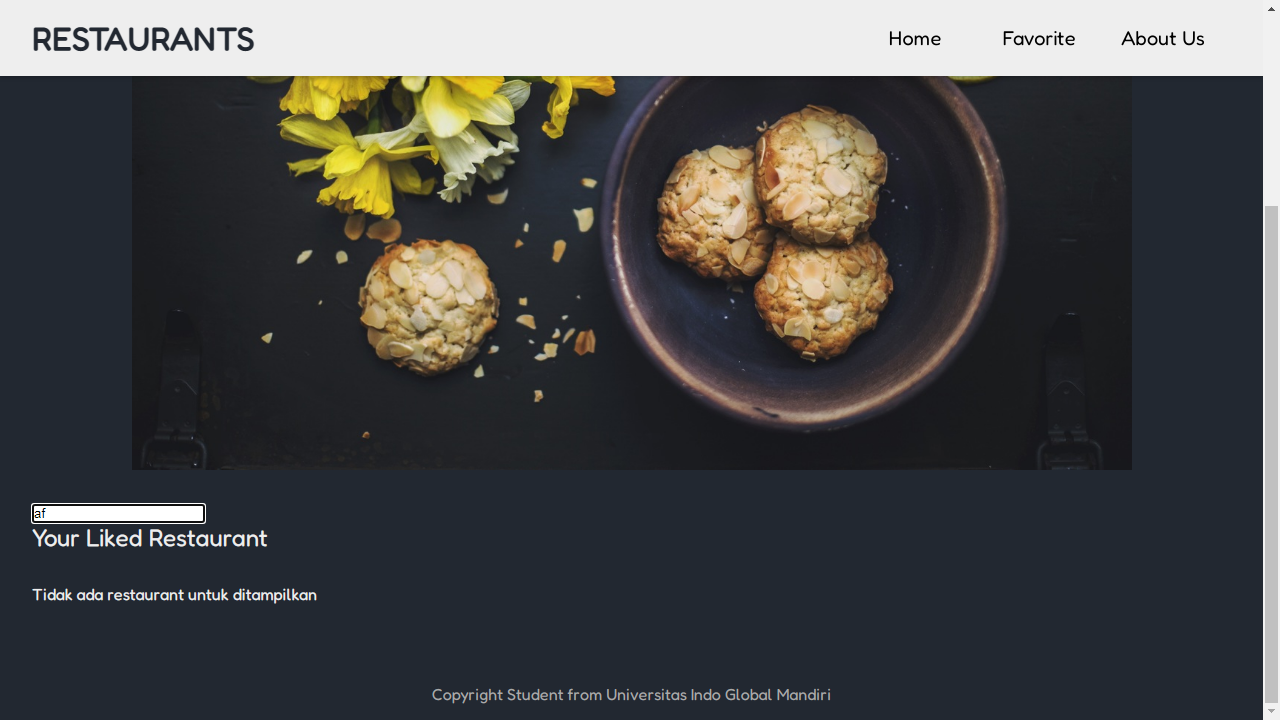 RESTAURANTS
Home
Favorite
About Us
af
Your Liked Restaurant
Tidak ada restaurant untuk ditampilkan
Copyright Student from Universitas Indo Global Mandiri